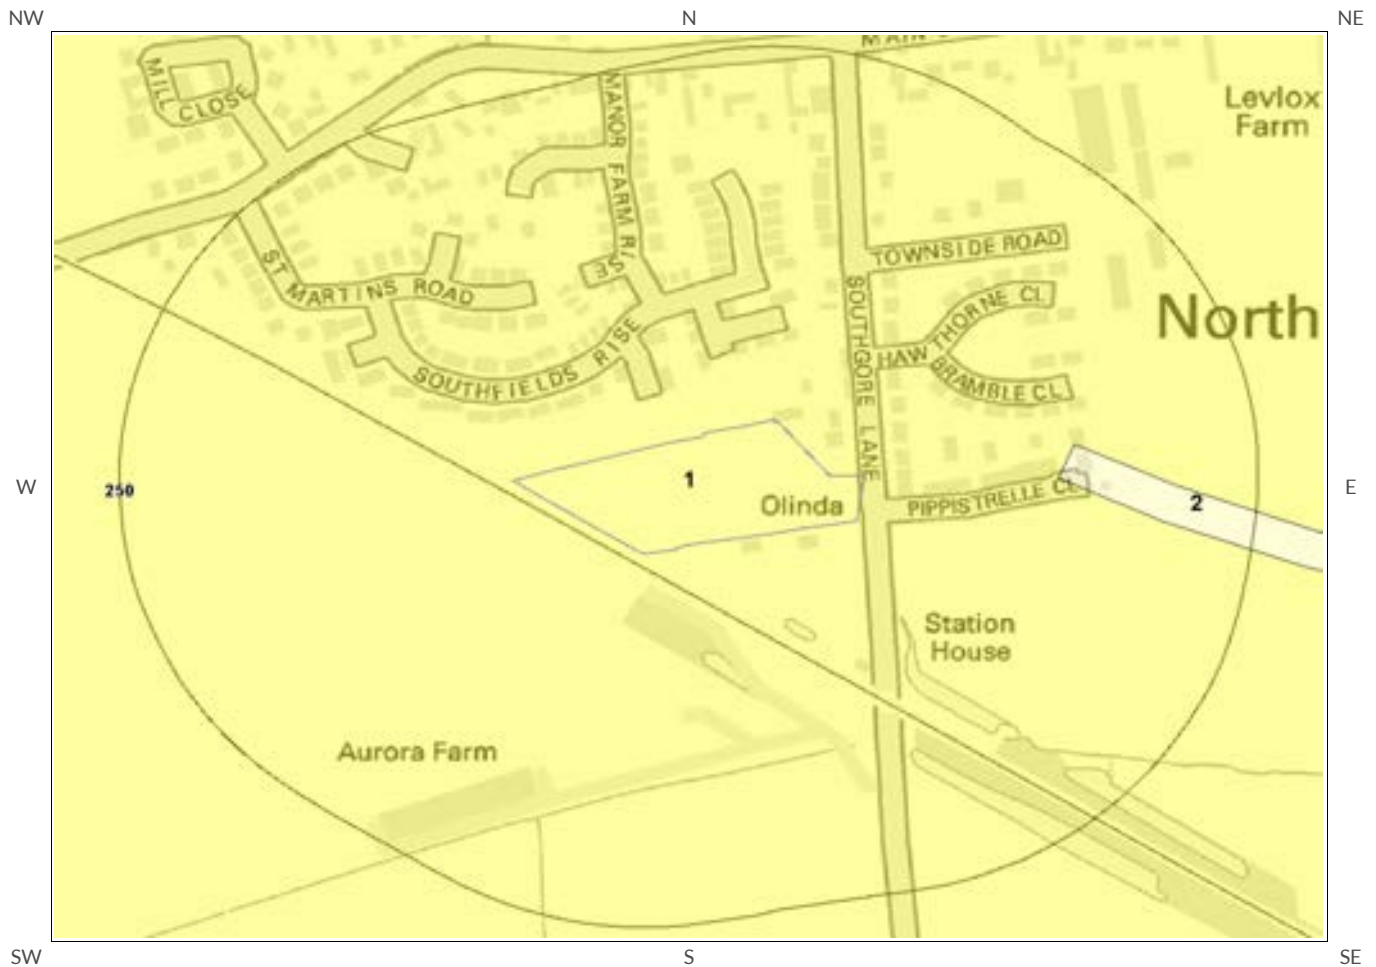 NW
N
NE
MAIN
MILL CLOSE
MANOR FARM RISE
Levlox
Farm
ST MARTINS ROAD
TOWNSIDE ROAD
SOUTHGORE LANE
HAWTHORNE CL
North
BRAMBLE CL
SOUTHFIELDS RISE
W
250
1
Olinda
PIPPISTRELLE CL
2
E
Station
House
Aurora Farm
SW
S
SE